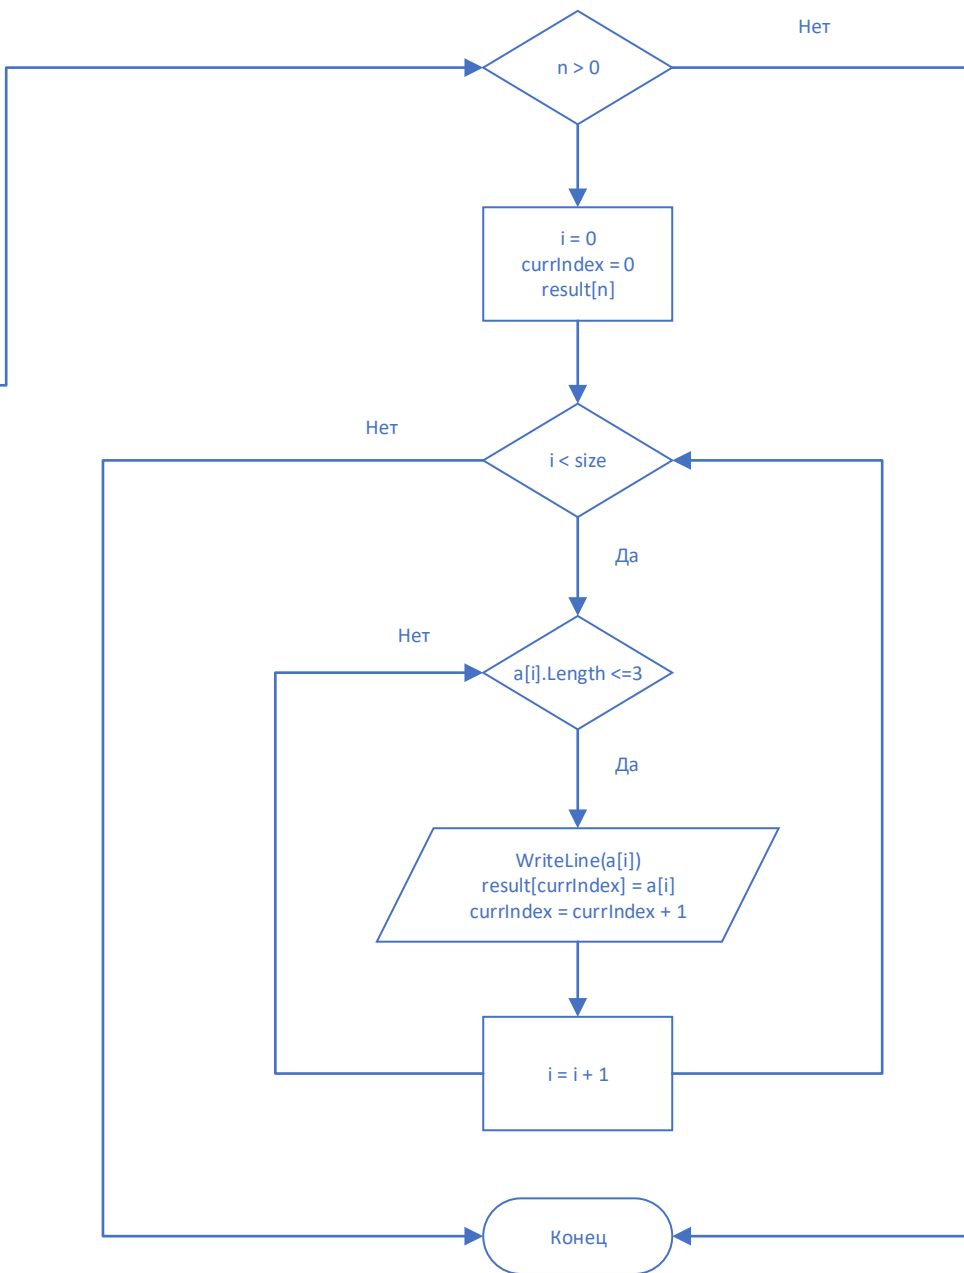 Нет
n > 0
i = 0
currIndex = 0
result[n]
Нет
i < size
Да
Нет
a[i].Length <=3
Да
WriteLine(a[i])
result[currIndex] = a[i]
currIndex = currIndex + 1
i = i + 1
Конец